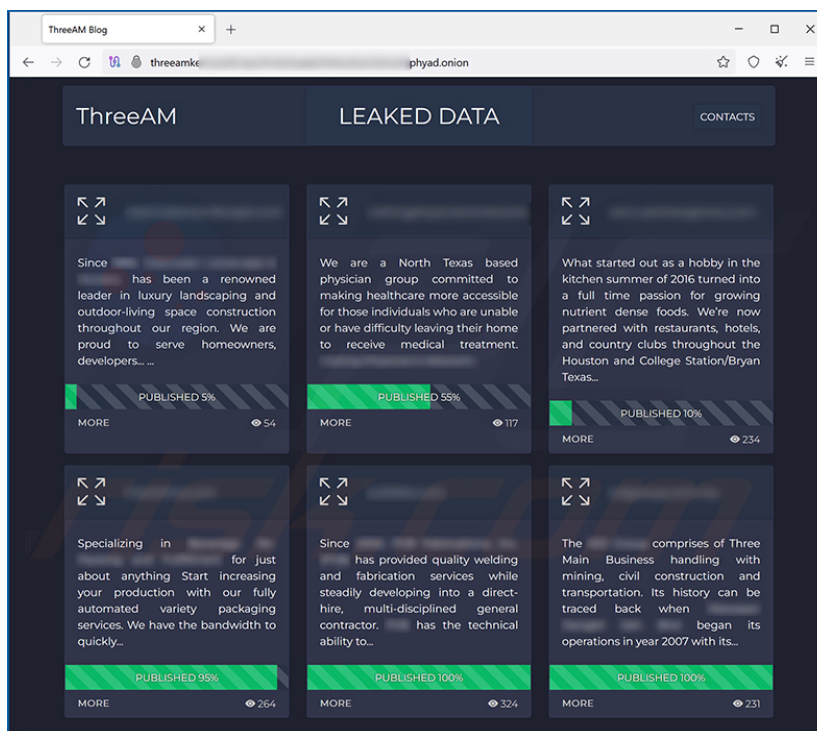 ThreeAM Blog
threeamke phyad.onion
ThreeAM
LEAKED DATA
CONTACTS
Since
has been a renowned
leader in luxury landscaping and
outdoor-living space construction
throughout our region. We are
proud to serve homeowners,
developers... ...
PUBLISHED 5%
MORE
54
We are a North Texas based
physician group committed to
making healthcare more accessible
for those individuals who are unable
or have difficulty leaving their home
to receive medical treatment.
PUBLISHED 55%
MORE
117
What started out as a hobby in the
kitchen summer of 2016 turned into
a full time passion for growing
nutrient dense foods. We're now
partnered with restaurants, hotels,
and country clubs throughout the
Houston and College Station/Bryan
Texas...
PUBLISHED 10%
MORE
234
Specializing in
for just
about anything Start increasing
your production with our fully
automated variety packaging
services. We have the bandwidth to
quickly...
PUBLISHED 95%
MORE
264
Since
has provided quality welding
and fabrication services while
steadily developing into a direct-
hire, multi-disciplined general
contractor. has the technical
ability to...
PUBLISHED 100%
MORE
324
The comprises of Three
Main Business handling with
mining, civil construction and
transportation. Its history can be
traced back when
began its
operations in year 2007 with its...
PUBLISHED 100%
MORE
231